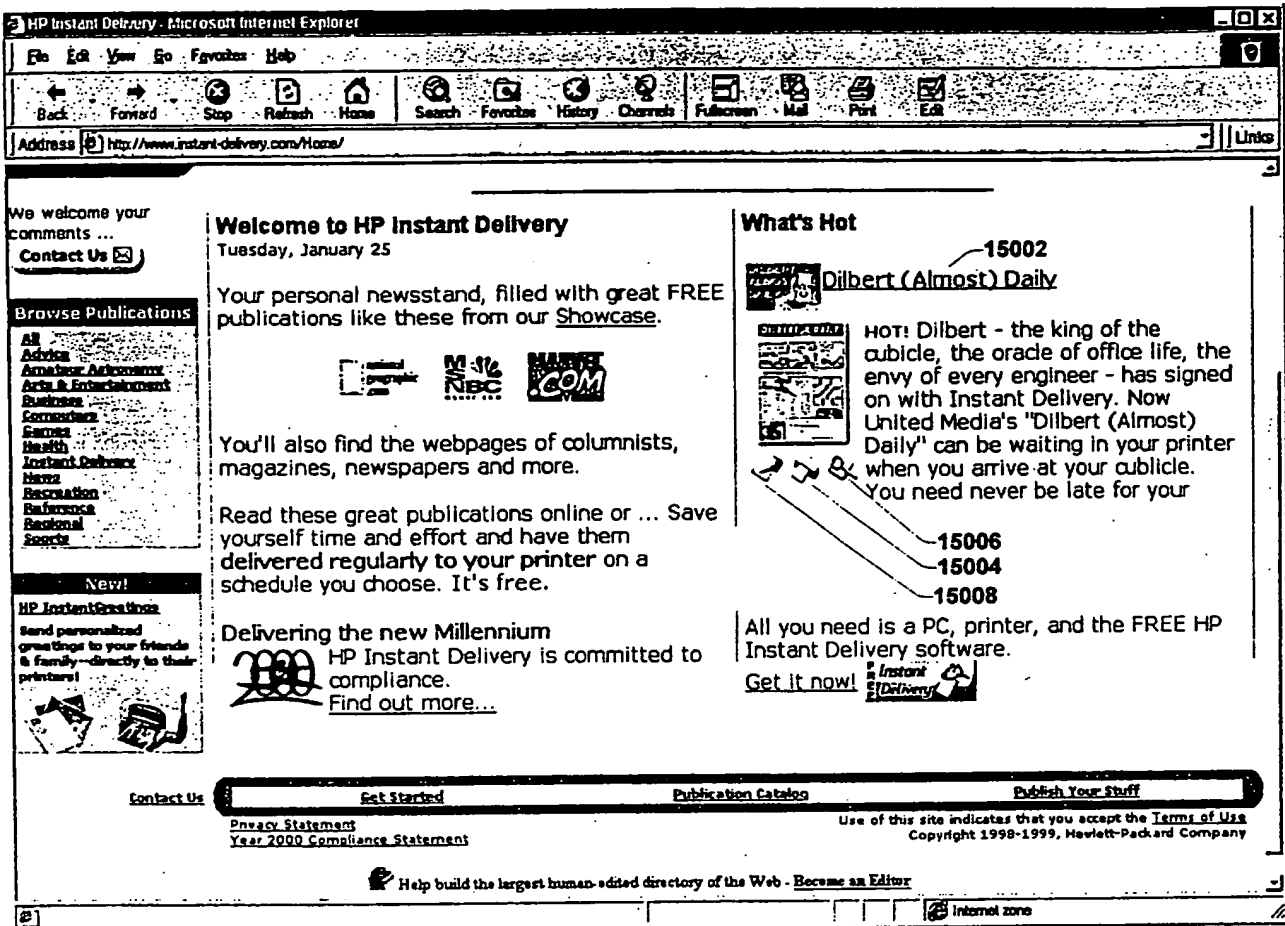 HP Instant Delivery - Microsoft Internet Explorer
File Edit View Go Favorites Help
Back Forward Stop Refresh Home Search Favorites History Channels Fullscreen Mail Print Edit
Address http://www.instant-delivery.com/Home/ Links
We welcome your
comments ...
Contact Us
Browse Publications
All
Advice
Amateur Astronomy
Arts & Entertainment
Business
Computers
Games
Health
Instant Delivery
News
Recreation
Reference
Regional
Sports
New!
HP InstantGreetings
Send personalized
greetings to your friends
& family--directly to their
printers!
Welcome to HP Instant Delivery
Tuesday, January 25
Your personal newsstand, filled with great FREE
publications like these from our Showcase.
NBC
MARVEL
.COM
You'll also find the webpages of columnists,
magazines, newspapers and more.
Read these great publications online or ... Save
yourself time and effort and have them
delivered regularly to your printer on a
schedule you choose. It's free.
Delivering the new Millennium
HP Instant Delivery is committed to
compliance.
Find out more...
What's Hot
15002
Dilbert (Almost) Daily
HOT! Dilbert - the king of the
cubicle, the oracle of office life, the
envy of every engineer - has signed
on with Instant Delivery. Now
United Media's "Dilbert (Almost)
Daily" can be waiting in your printer
when you arrive at your cublicle.
You need never be late for your
15006
15004
15008
All you need is a PC, printer, and the FREE HP
Instant Delivery software.
Get it now!
FREE
Instant
Delivery
Contact Us
Get Started
Publication Catalog
Publish Your Stuff
Privacy Statement
Year 2000 Compliance Statement
Use of this site indicates that you accept the Terms of Use
Copyright 1998-1999, Hewlett-Packard Company
Help build the largest human-edited directory of the Web - Become an Editor
Internet zone